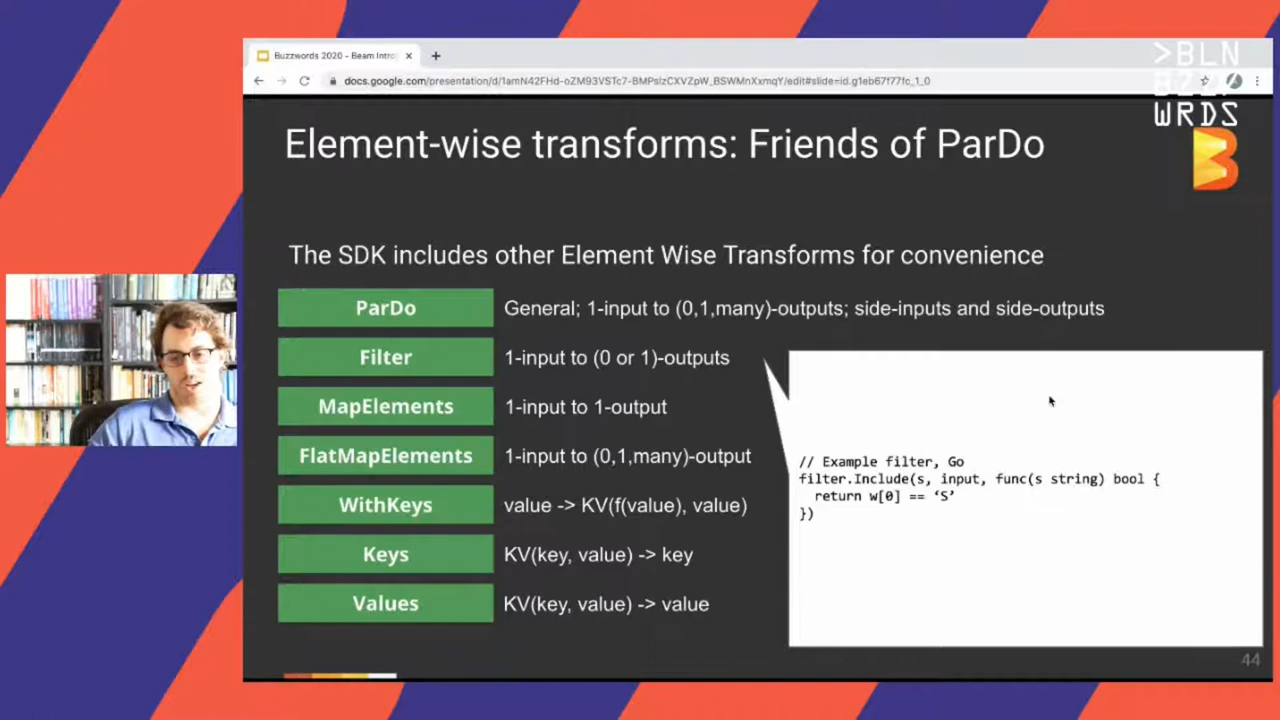 Buzzwords 2020 - Beam Intro
docs.google.com/presentation/d/1amN42FHd-oZM93VSTc7-BMPslzCXVZpW_BSWMnXxmqY/edit#slide=id.g1eb67f77fc_1_0
>BLN
WRDS
Element-wise transforms: Friends of ParDo
The SDK includes other Element Wise Transforms for convenience
ParDo General; 1-input to (0,1,many)-outputs; side-inputs and side-outputs
Filter 1-input to (0 or 1)-outputs
MapElements 1-input to 1-output
FlatMapElements 1-input to (0,1,many)-output
WithKeys value -> KV(f(value), value)
Keys KV(key, value) -> key
Values KV(key, value) -> value
// Example filter, Go
filter.Include(s, input, func(s string) bool {
return w[0] == ‘S’
})
44